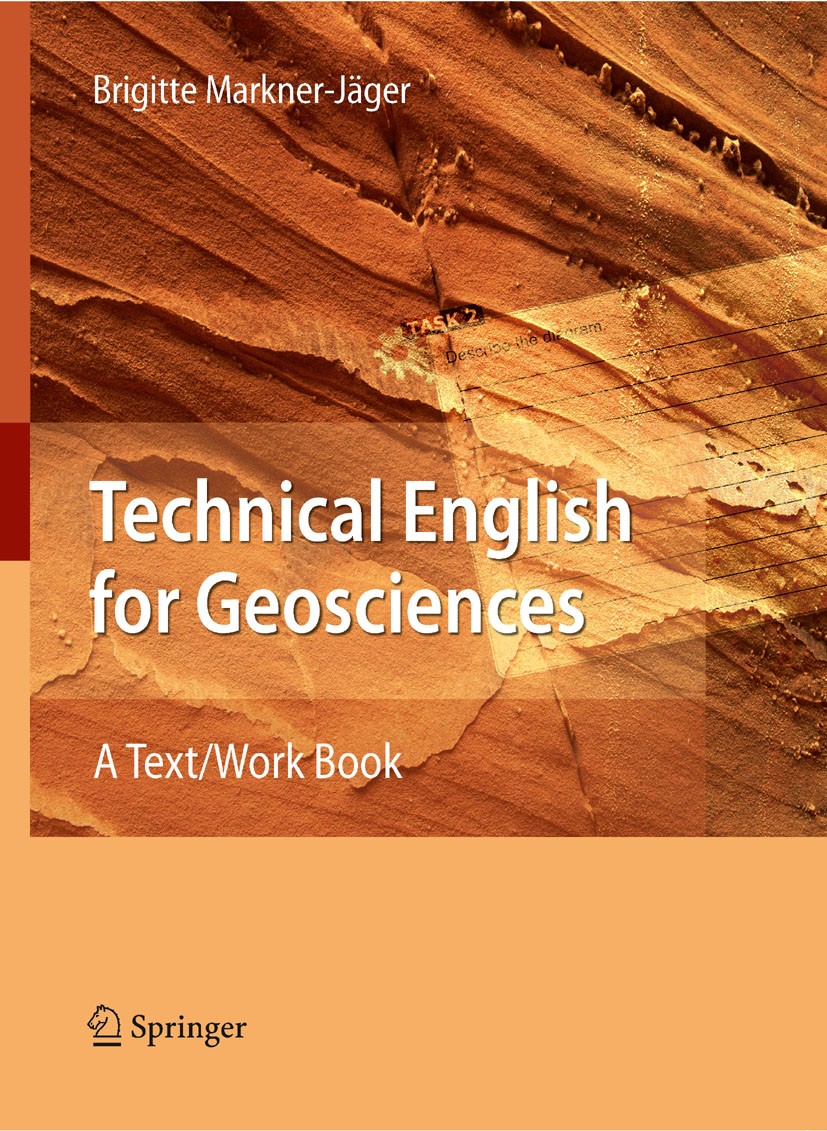 Brigitte Markner-Jäger
TASK 2
Describe the diagram
Technical English
for Geosciences
A Text/Work Book
Springer